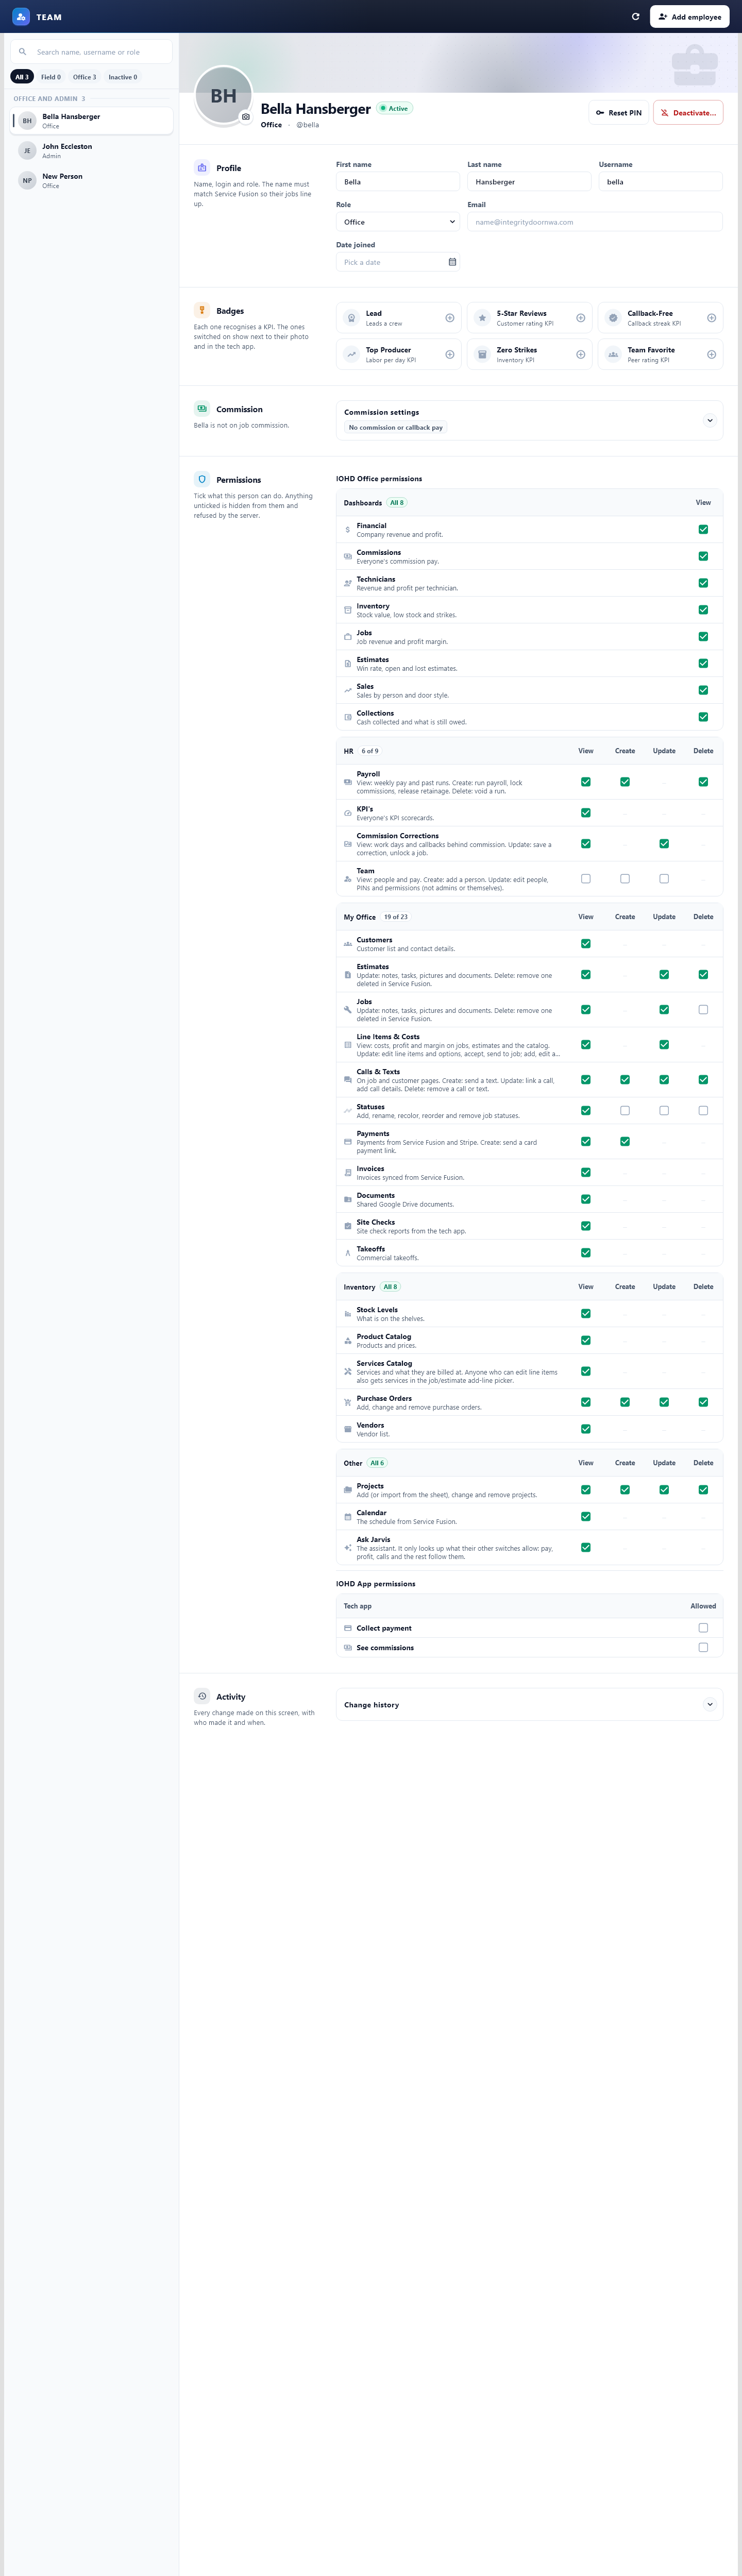 TEAM
Add employee
Search name, username or role
All 3
Field 0
Office 3
Inactive 0
OFFICE AND ADMIN 3
BH
Bella Hansberger
Office
JE
John Eccleston
Admin
NP
New Person
Office
BH
Bella Hansberger
Active
Office · @bella
Reset PIN
Deactivate...
Profile
Name, login and role. The name must
match Service Fusion so their jobs line
up.
First name
Last name
Username
Bella
Hansberger
bella
Role
Email
Office
name@integritydoornwa.com
Date joined
Pick a date
Badges
Each one recognises a KPI. The ones
switched on show next to their photo
and in the tech app.
Lead
Leads a crew
5-Star Reviews
Customer rating KPI
Callback-Free
Callback streak KPI
Top Producer
Labor per day KPI
Zero Strikes
Inventory KPI
Team Favorite
Peer rating KPI
Commission
Bella is not on job commission.
Commission settings
No commission or callback pay
Permissions
Tick what this person can do. Anything
unticked is hidden from them and
refused by the server.
IOHD Office permissions
Dashboards All 8 View
Financial
Company revenue and profit.
Commissions
Everyone's commission pay.
Technicians
Revenue and profit per technician.
Inventory
Stock value, low stock and strikes.
Jobs
Job revenue and profit margin.
Estimates
Win rate, open and lost estimates.
Sales
Sales by person and door style.
Collections
Cash collected and what is still owed.
HR 6 of 9 View Create Update Delete
Payroll
View: weekly pay and past runs. Create: run payroll, lock
commissions, release retainage. Delete: void a run.
KPI's
Everyone's KPI scorecards.
Commission Corrections
View: work days and callbacks behind commission. Update: save a
correction, unlock a job.
Team
View: people and pay. Create: add a person. Update: edit people,
PINs and permissions (not admins or themselves).
My Office 19 of 23 View Create Update Delete
Customers
Customer list and contact details.
Estimates
Update: notes, tasks, pictures and documents. Delete: remove one
deleted in Service Fusion.
Jobs
Update: notes, tasks, pictures and documents. Delete: remove one
deleted in Service Fusion.
Line Items & Costs
View: costs, profit and margin on jobs, estimates and the catalog.
Update: edit line items and options, accept, send to job; add, edit a...
Calls & Texts
On job and customer pages. Create: send a text. Update: link a call,
add call details. Delete: remove a call or text.
Statuses
Add, rename, recolor, reorder and remove job statuses.
Payments
Payments from Service Fusion and Stripe. Create: send a card
payment link.
Invoices
Invoices synced from Service Fusion.
Documents
Shared Google Drive documents.
Site Checks
Site check reports from the tech app.
Takeoffs
Commercial takeoffs.
Inventory All 8 View Create Update Delete
Stock Levels
What is on the shelves.
Product Catalog
Products and prices.
Services Catalog
Services and what they are billed at. Anyone who can edit line items
also gets services in the job/estimate add-line picker.
Purchase Orders
Add, change and remove purchase orders.
Vendors
Vendor list.
Other All 6 View Create Update Delete
Projects
Add (or import from the sheet), change and remove projects.
Calendar
The schedule from Service Fusion.
Ask Jarvis
The assistant. It only looks up what their other switches allow: pay,
profit, calls and the rest follow them.
IOHD App permissions
Tech app Allowed
Collect payment
See commissions
Activity
Every change made on this screen, with
who made it and when.
Change history